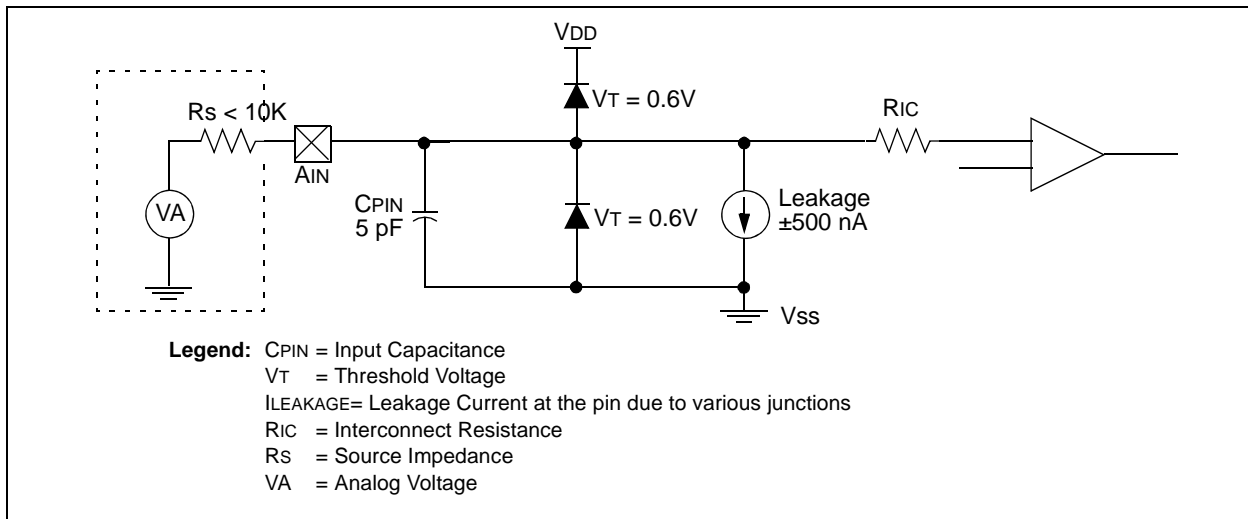 VDD
VT = 0.6V
RS < 10K
RIC
AIN
VA
CPIN
5 pF
VT = 0.6V
Leakage
±500 nA
VSS
Legend: CPIN = Input Capacitance
VT = Threshold Voltage
ILEAKAGE= Leakage Current at the pin due to various junctions
RIC = Interconnect Resistance
RS = Source Impedance
VA = Analog Voltage